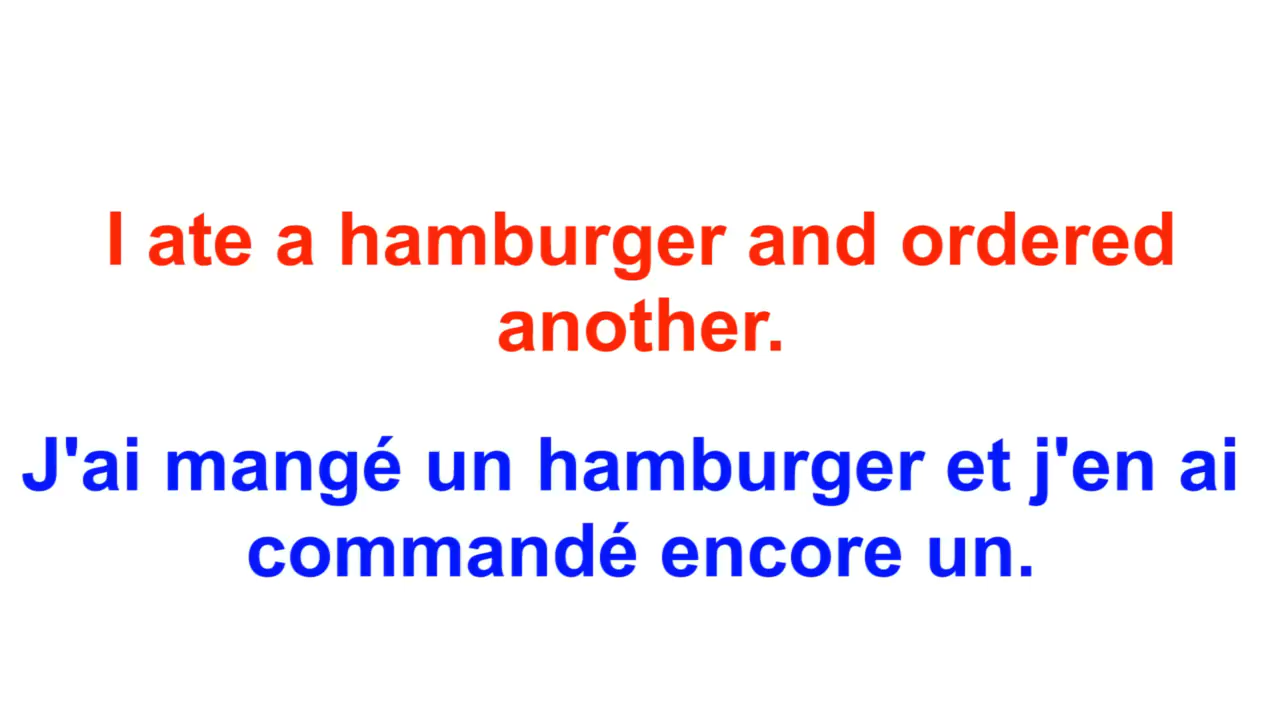 I ate a hamburger and ordered
another.
J'ai mangé un hamburger et j'en ai
commandé encore un.